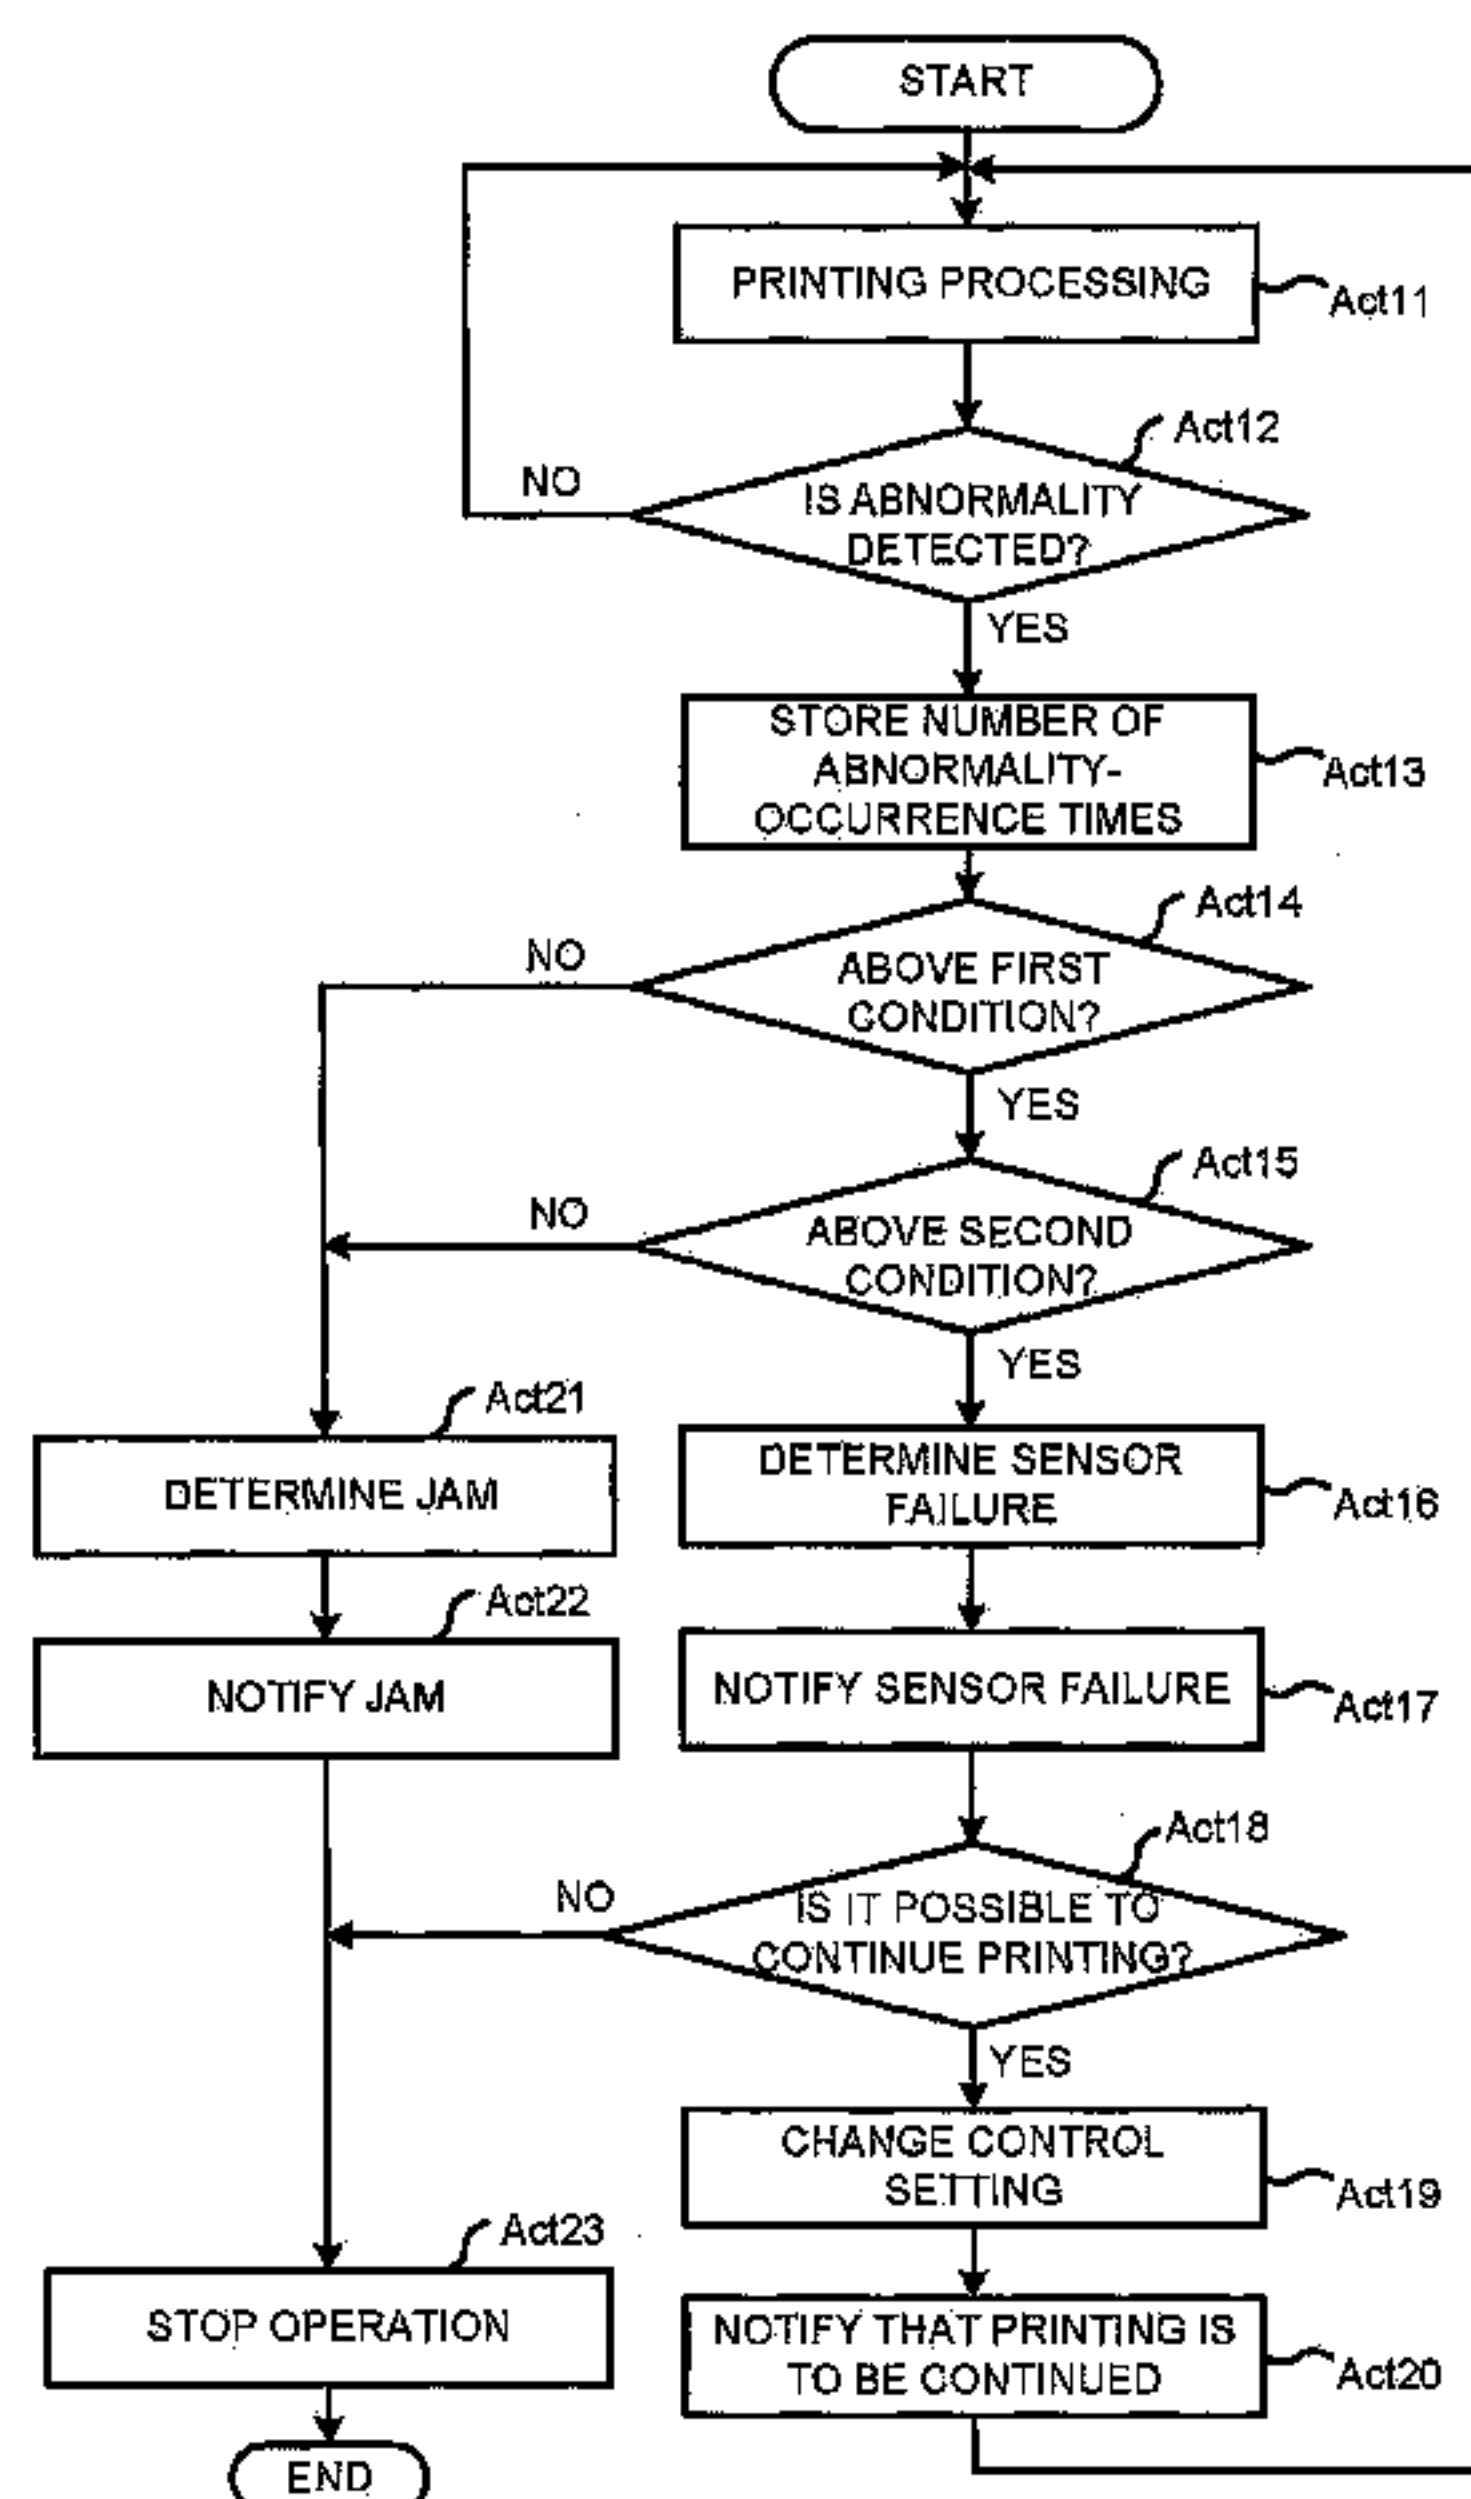 START
PRINTING PROCESSING
Act11
Act12
NO
IS ABNORMALITY
DETECTED?
YES
STORE NUMBER OF
ABNORMALITY-
OCCURRENCE TIMES
Act13
Act14
NO
ABOVE FIRST
CONDITION?
YES
Act15
NO
ABOVE SECOND
CONDITION?
YES
Act21
DETERMINE JAM
DETERMINE SENSOR
FAILURE
Act16
Act22
NOTIFY JAM
NOTIFY SENSOR FAILURE
Act17
Act18
NO
IS IT POSSIBLE TO
CONTINUE PRINTING?
YES
CHANGE CONTROL
SETTING
Act19
Act23
STOP OPERATION
NOTIFY THAT PRINTING IS
TO BE CONTINUED
Act20
END